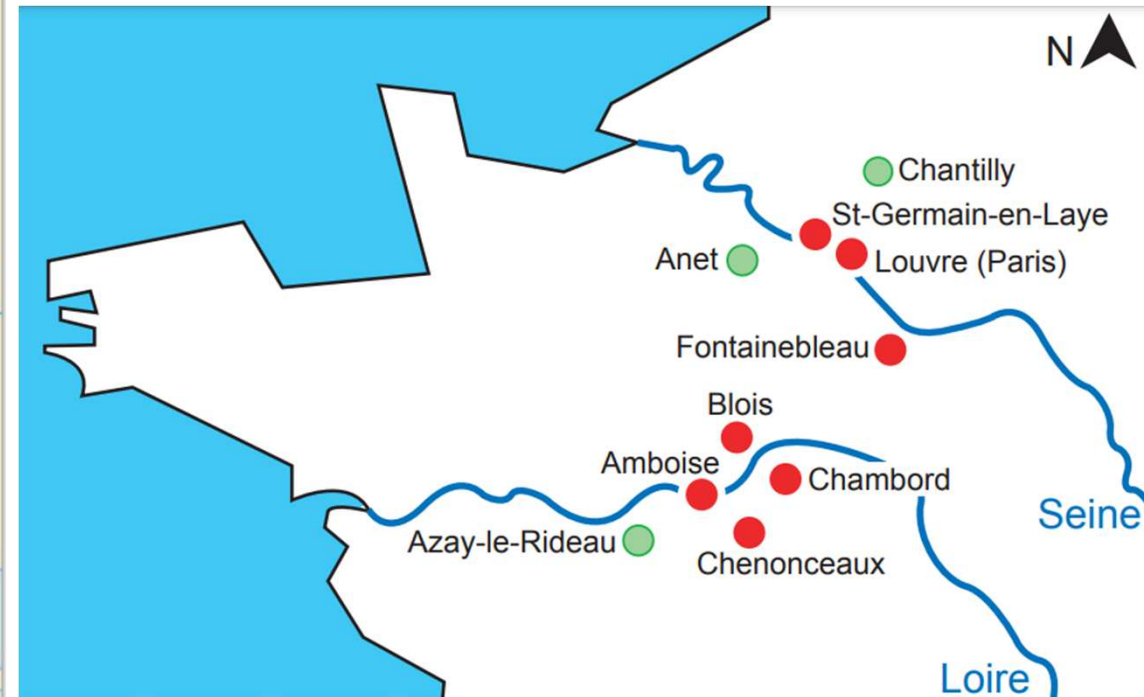 N
Chantilly
St-Germain-en-Laye
Anet
Louvre (Paris)
Fontainebleau
Blois
Amboise
Chambord
Seine
Azay-le-Rideau
Chenonceaux
Loire